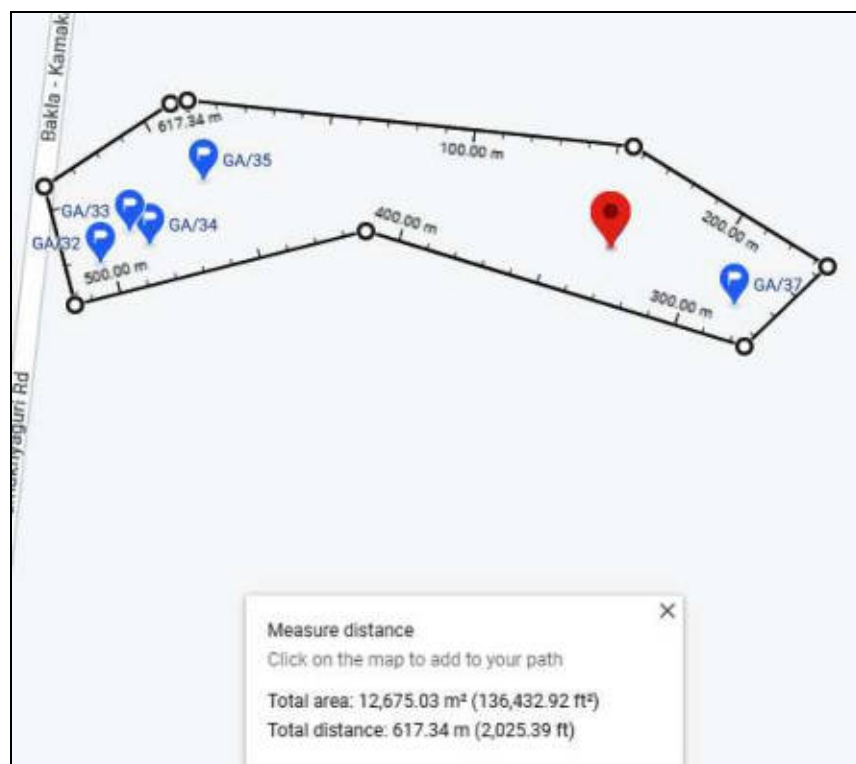 Bakla - Kamak
617.34 m
100.00 m
GA/35
GA/33
GA/34
GA/32
400.00 m
200.00 m
500.00 m
GA/37
300.00 m
makhyaguri Rd
Measure distance
Click on the map to add to your path
Total area: 12,675.03 m² (136,432.92 ft²)
Total distance: 617.34 m (2,025.39 ft)